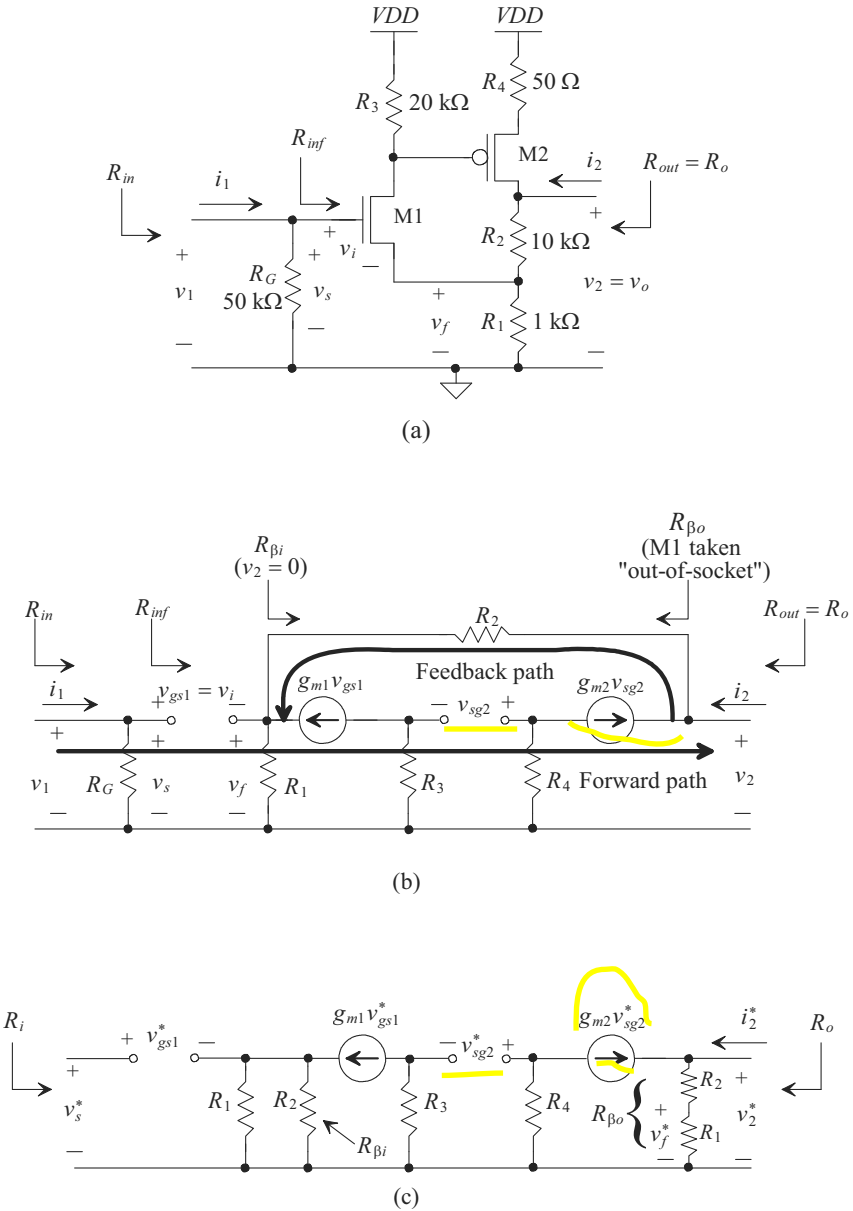 VDD VDD
R3 20 kΩ
R4 50 Ω
Rinf
M2
i2
Rout = Ro
Rin
i1
M1
+ vi −
R2 10 kΩ
+
+
+
v1
RG
50 kΩ
vs
+
vf
−
R1 1 kΩ
v2 = vo
−
−
−
(a)
Rβi
(v2 = 0)
Rβo
(M1 taken
"out-of-socket")
Rin
Rinf
R2
Rout = Ro
i1
vgs1 = vi
gm1vgs1
Feedback path
gm2vsg2
i2
+ − − vsg2 +
+ + + +
v1 RG vs vf R1 R3 R4 Forward path v2
− − − −
(b)
Ri
+ v*gs1 −
gm1v*gs1
− v*sg2 +
gm2v*sg2
i*2
Ro
+
v*s
−
R1 R2 R3 R4
Rβi
Rβo { + v*f −
R2
R1
+
v*2
−
(c)